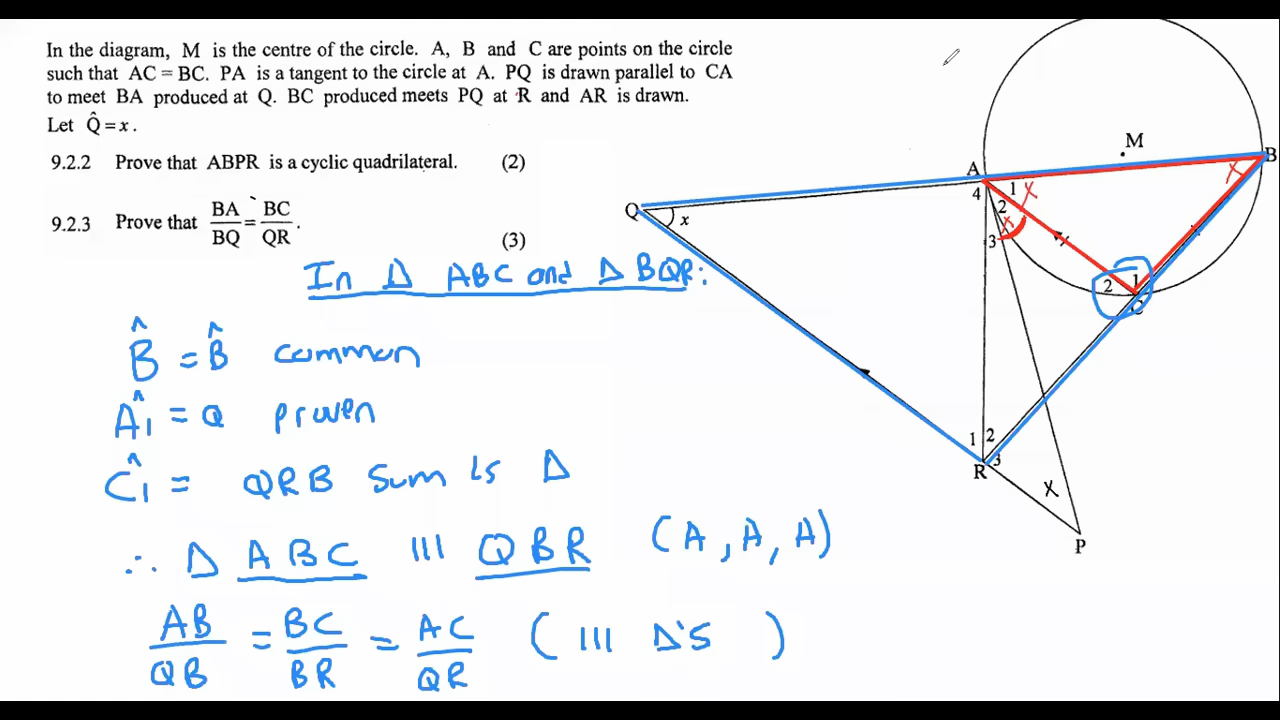 In the diagram, M is the centre of the circle. A, B and C are points on the circle
such that AC = BC. PA is a tangent to the circle at A. PQ is drawn parallel to CA
to meet BA produced at Q. BC produced meets PQ at R and AR is drawn.
Let Q̂ = x.
9.2.2 Prove that ABPR is a cyclic quadrilateral. (2)
9.2.3 Prove that BA/BQ = BC/QR. (3)
In Δ ABC and Δ BQR:
B̂ = B̂ common
Â1 = Q proven
Ĉ1 = QRB sum ∠s Δ
∴ Δ ABC ||| QBR (A, A, A)
AB/QB = BC/BR = AC/QR (||| Δ'S )
M
B
A
1
x
x
4
2
x
3
Q
x
1
2
C
1
2
R
3
x
P